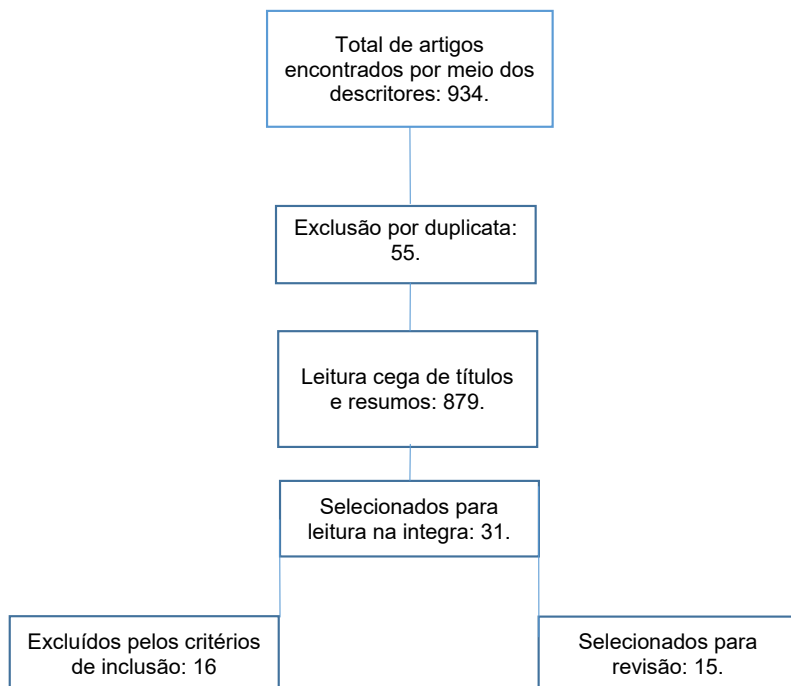 Total de artigos
encontrados por meio dos
descritores: 934.
Exclusão por duplicata:
55.
Leitura cega de títulos
e resumos: 879.
Selecionados para
leitura na integra: 31.
Excluídos pelos critérios
de inclusão: 16
Selecionados para
revisão: 15.